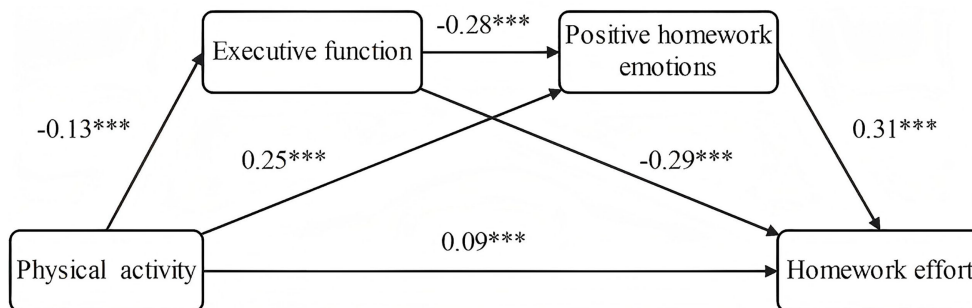 -0.28***
Executive function
Positive homework
emotions
-0.13***
0.25***
-0.29***
0.31***
0.09***
Physical activity
Homework effort